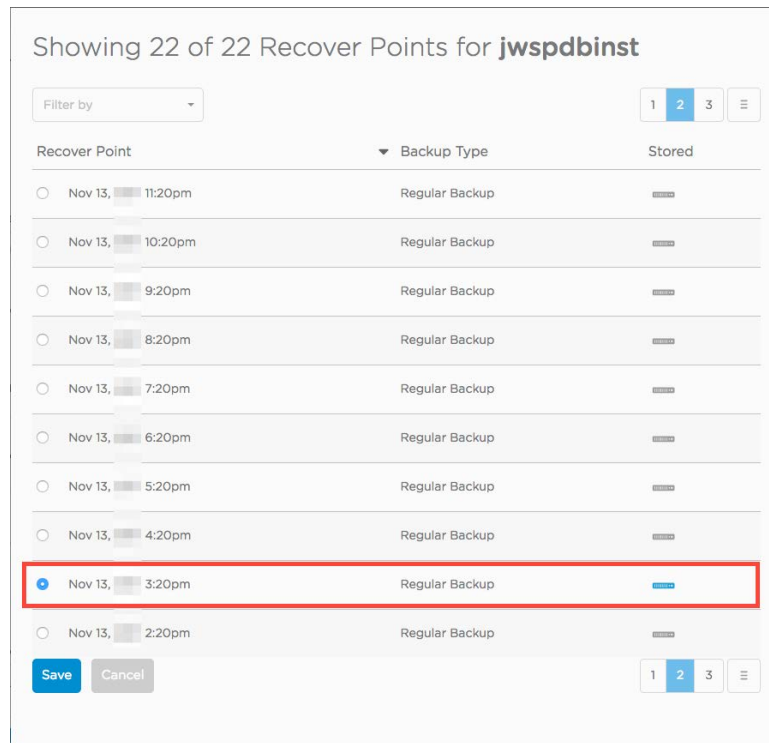 Showing 22 of 22 Recover Points for jwspdbinst
Filter by 1 2 3
Recover Point Backup Type Stored
Nov 13, 11:20pm Regular Backup
Nov 13, 10:20pm Regular Backup
Nov 13, 9:20pm Regular Backup
Nov 13, 8:20pm Regular Backup
Nov 13, 7:20pm Regular Backup
Nov 13, 6:20pm Regular Backup
Nov 13, 5:20pm Regular Backup
Nov 13, 4:20pm Regular Backup
Nov 13, 3:20pm Regular Backup
Nov 13, 2:20pm Regular Backup
Save Cancel 1 2 3